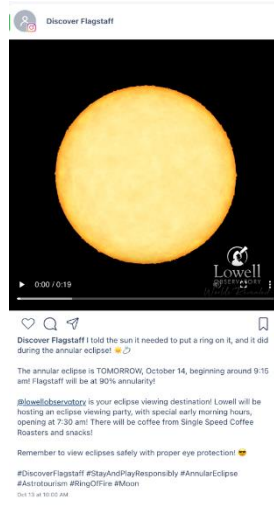 Discover Flagstaff
Lowell
OBSERVATORY
0:00 / 0:19
Discover Flagstaff I told the sun it needed to put a ring on it, and it did
during the annular eclipse! ☀️💍
The annular eclipse is TOMORROW, October 14, beginning around 9:15
am! Flagstaff will be at 90% annularity!
@lowellobservatory is your eclipse viewing destination! Lowell will be
hosting an eclipse viewing party, with special early morning hours,
opening at 7:30 am! There will be coffee from Single Speed Coffee
Roasters and snacks!
Remember to view eclipses safely with proper eye protection! 😎
#DiscoverFlagstaff #StayAndPlayResponsibly #AnnularEclipse
#Astrotourism #RingOfFire #Moon
Oct 13 at 10:00 AM